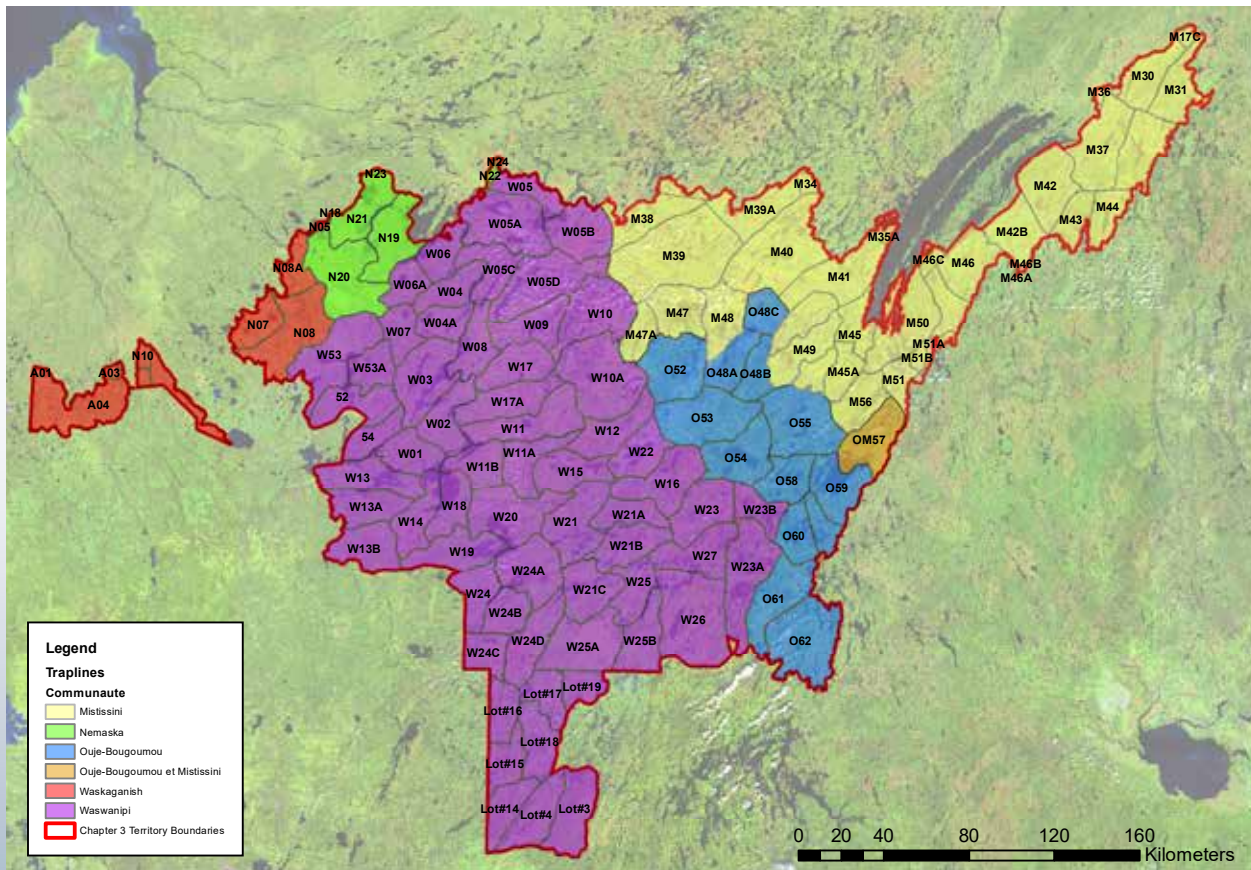 M17C
M30
M36
M31
M37
N24
N22
N23
W05
M34
M42
N18
N21
N05
W05A
M38
M39A
M44
M43
W05B
M35A
M42B
N19
W06
M40
M39
M46C
M46
M46B
M46A
N08A
N20
W05C
M41
W06A
W04
W05D
N07
N08
W07
W04A
W09
W10
M47
M48
O48C
M50
M47A
M45
W53
W08
M49
M51A
M51B
A01
A03
N10
W53A
W17
W03
W10A
O52
O48A
O48B
M45A
M51
A04
52
W17A
M56
W02
W11
W12
O53
O55
54
OM57
W01
W11A
W22
O54
W13
W11B
W15
W16
O58
O59
W13A
W18
W14
W20
W21
W21A
W23
W23B
W13B
W19
W21B
W27
O60
W24A
W23A
W24
W21C
W25
O61
W24B
W26
W24D
W25A
W25B
O62
W24C
Lot#17
Lot#19
Lot#16
Lot#18
Lot#15
Lot#14
Lot#4
Lot#3
Legend
Traplines
Communaute
Mistissini
Nemaska
Ouje-Bougoumou
Ouje-Bougoumou et Mistissini
Waskaganish
Waswanipi
Chapter 3 Territory Boundaries
0 20 40 80 120 160
Kilometers